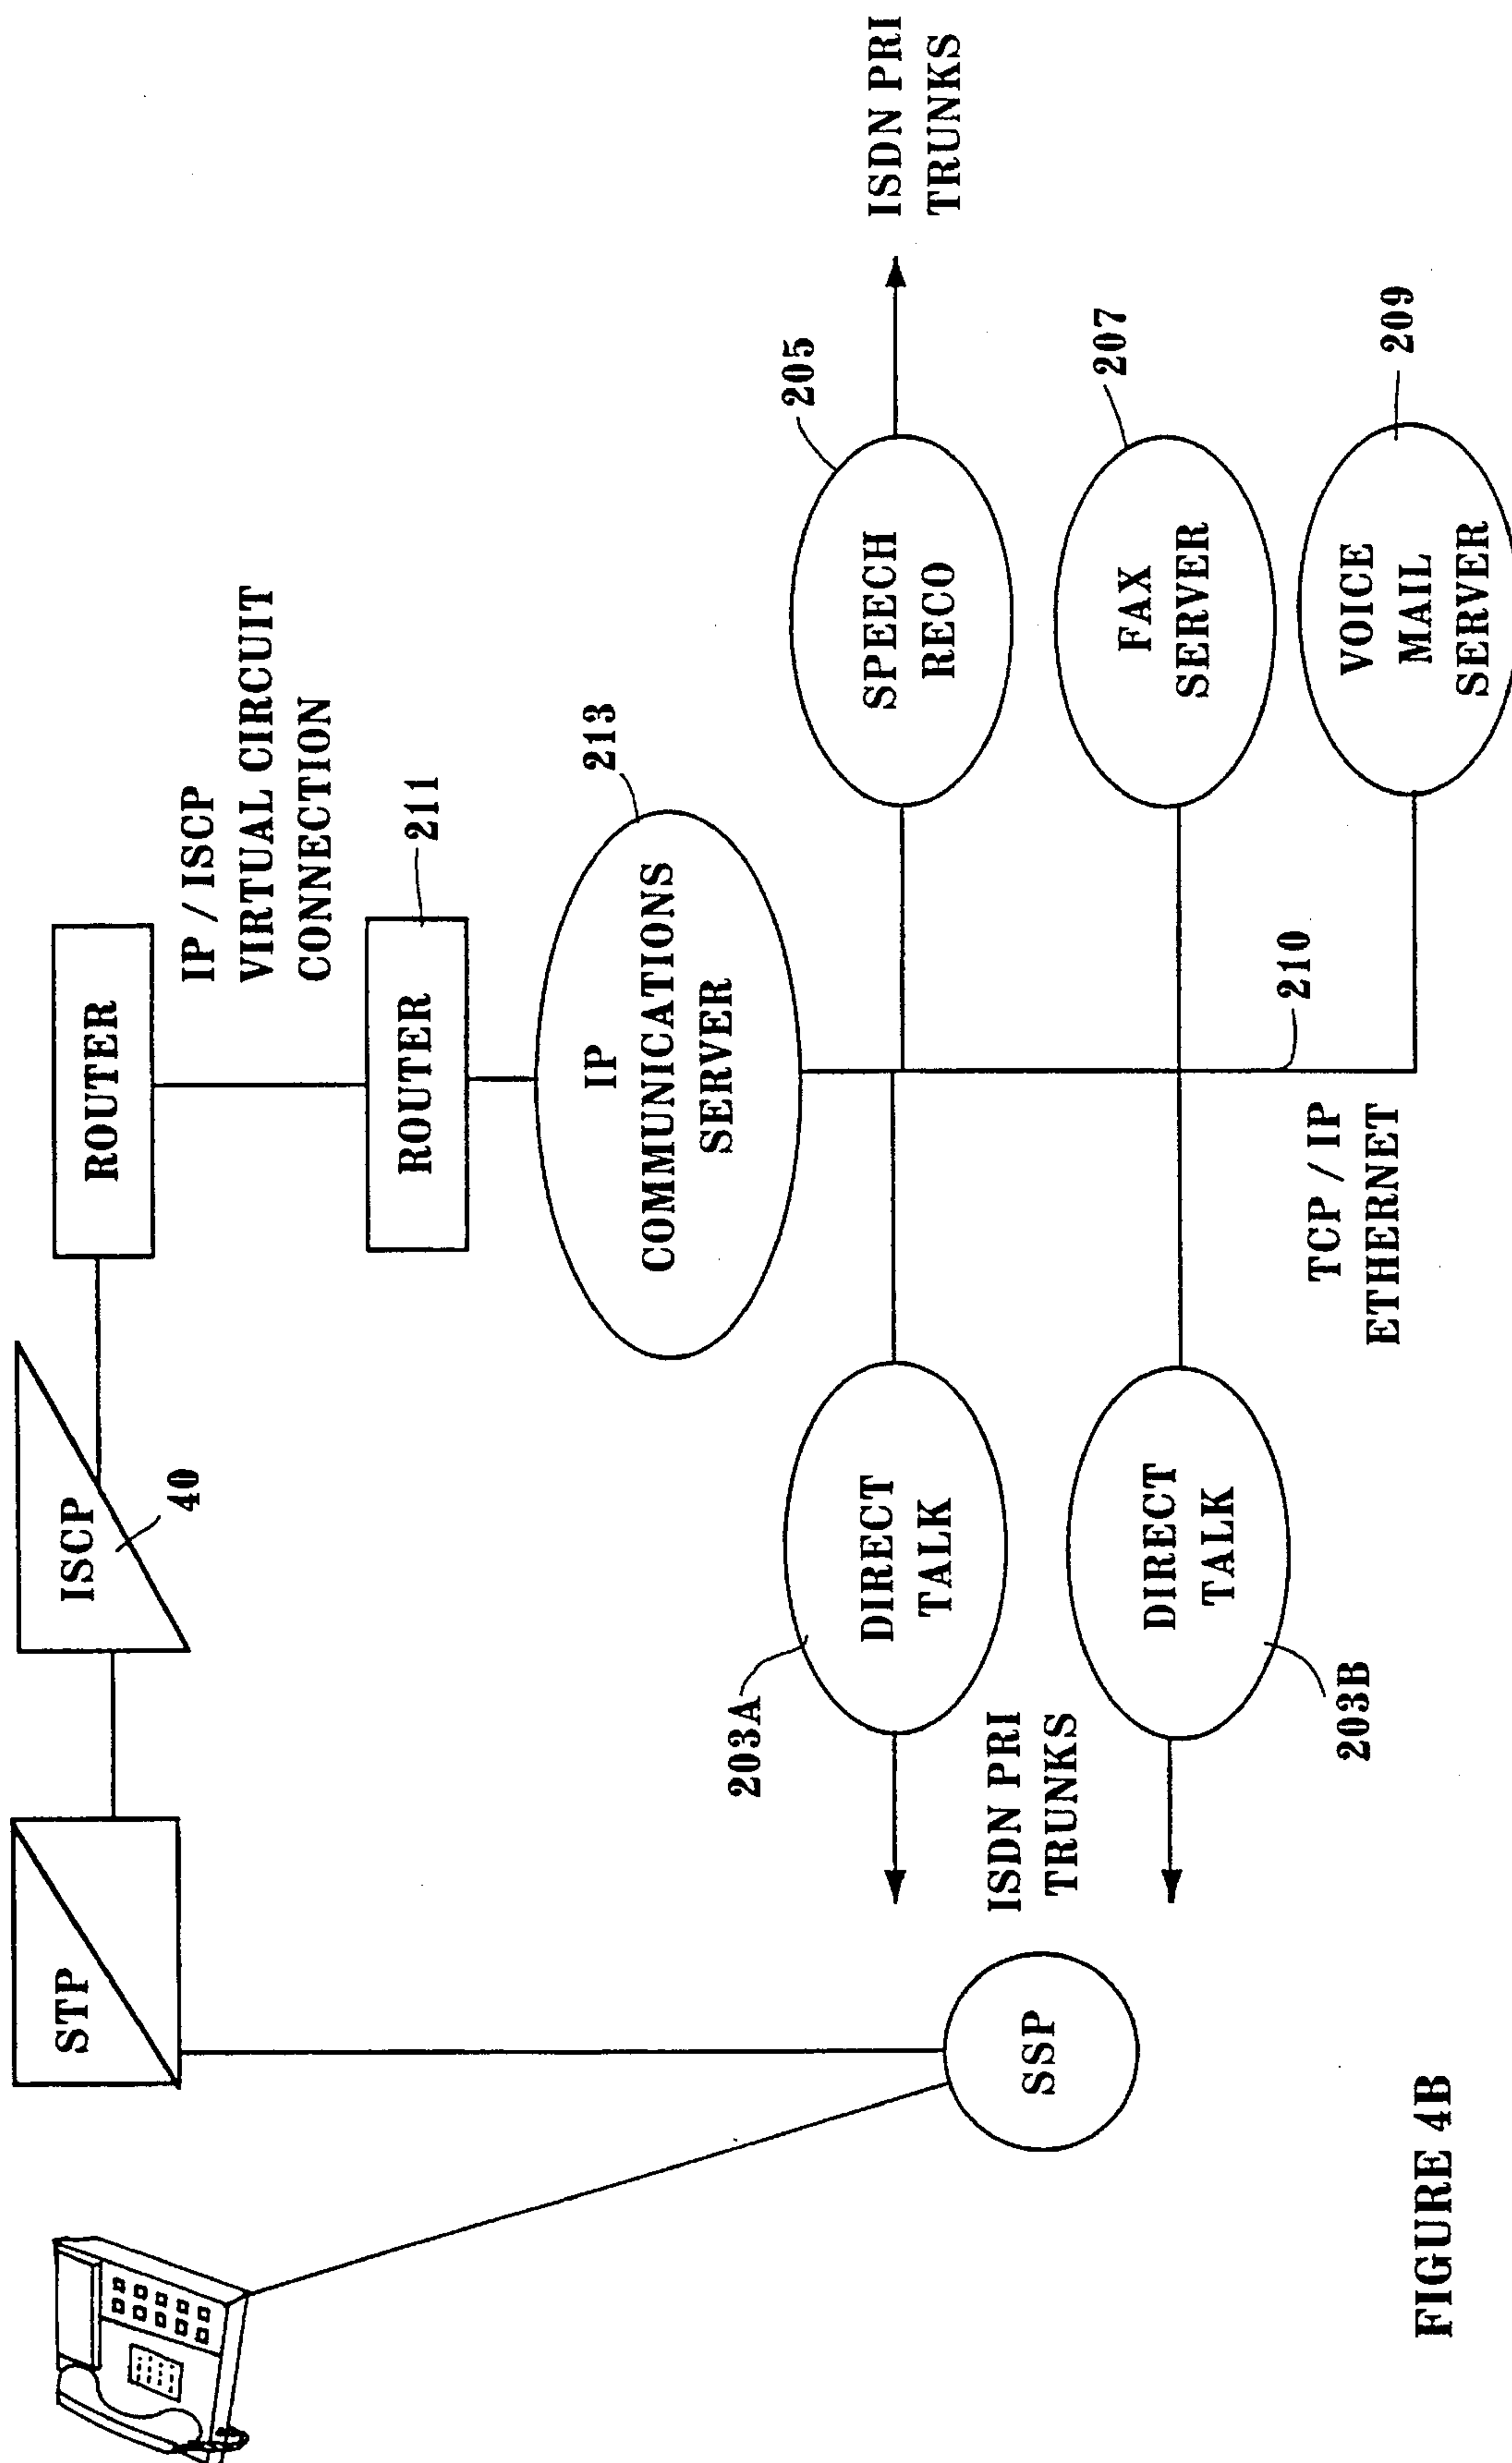 STP
ISCP
40
ROUTER
IP / ISCP
VIRTUAL CIRCUIT
CONNECTION
ROUTER
211
IP
COMMUNICATIONS
SERVER
213
203A
DIRECT
TALK
SPEECH
RECO
205
ISDN PRI
TRUNKS
ISDN PRI
TRUNKS
SSP
DIRECT
TALK
203B
FAX
SERVER
207
210
TCP / IP
ETHERNET
VOICE
MAIL
SERVER
209
FIGURE 4B